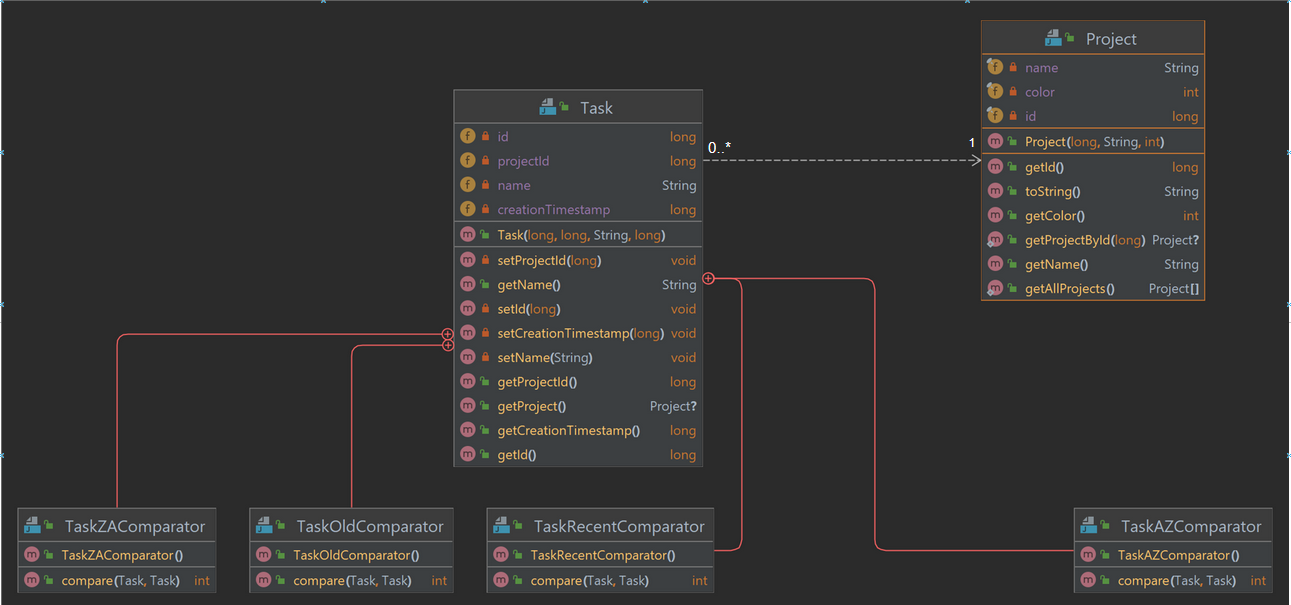 Project
name String
color int
id long
Project(long, String, int)
getId() long
toString() String
getColor() int
getProjectById(long) Project?
getName() String
getAllProjects() Project[]
0..* 1
Task
id long
projectId long
name String
creationTimestamp long
Task(long, long, String, long)
setProjectId(long) void
getName() String
setId(long) void
setCreationTimestamp(long) void
setName(String) void
getProjectId() long
getProject() Project?
getCreationTimestamp() long
getId() long
TaskZAComparator
TaskZAComparator()
compare(Task, Task) int
TaskOldComparator
TaskOldComparator()
compare(Task, Task) int
TaskRecentComparator
TaskRecentComparator()
compare(Task, Task) int
TaskAZComparator
TaskAZComparator()
compare(Task, Task) int